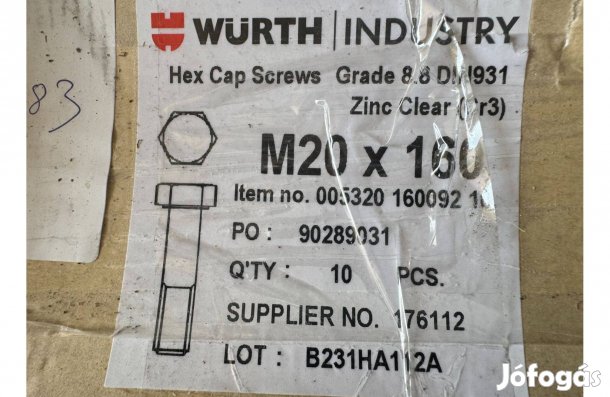 83
WÜRTH INDUSTRY
Hex Cap Screws Grade 8.8 DIN931
Zinc Clear (Cr3)
M20 x 160
Item no. 005320 160092
PO : 90289031
Q'TY : 10 PCS.
SUPPLIER NO. 176112
LOT : B231HA112A
Jófogás